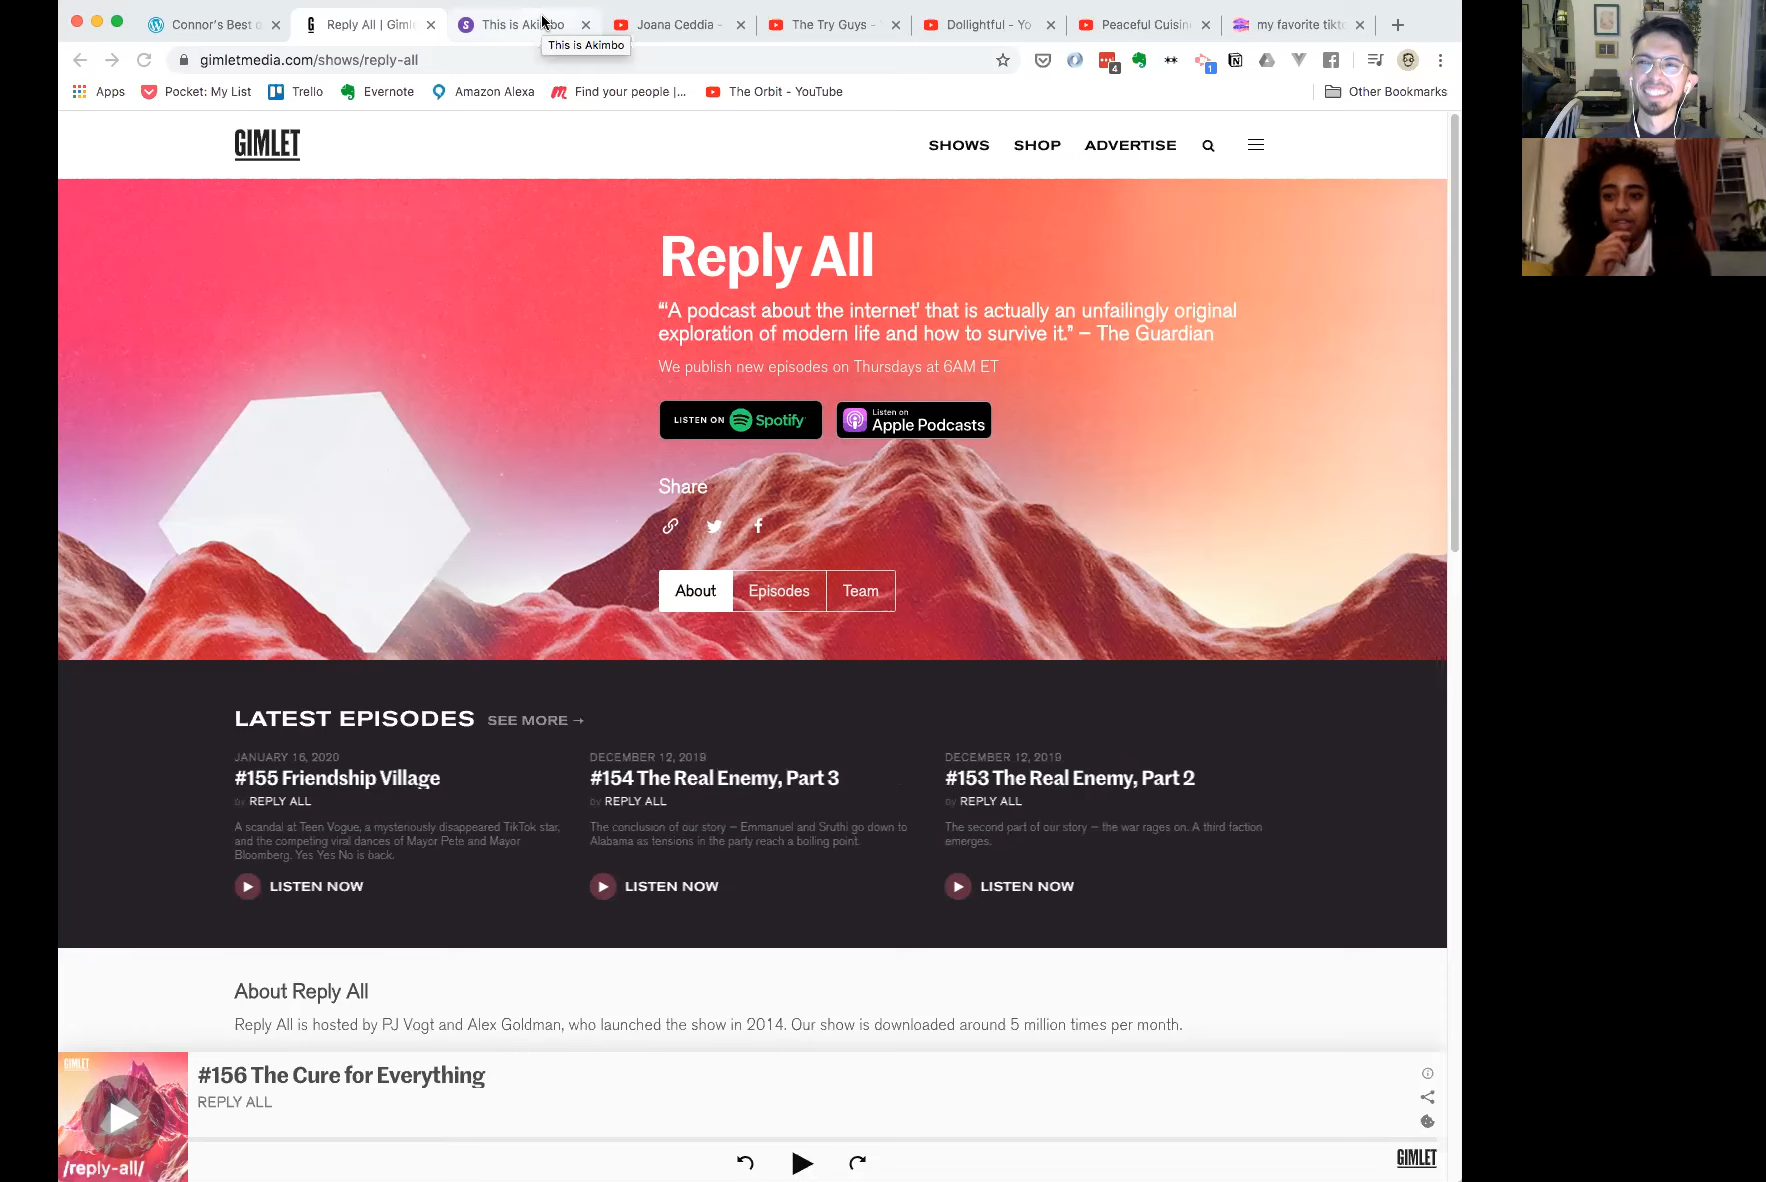 Connor's Best o
Reply All | Giml
This is Akimbo
Joana Ceddia -
The Try Guys -
Dollightful - Yo
Peaceful Cuisin
my favorite tikto
This is Akimbo
gimletmedia.com/shows/reply-all
4
1
Apps
Pocket: My List
Trello
Evernote
Amazon Alexa
Find your people |...
The Orbit - YouTube
Other Bookmarks
GIMLET
SHOWS
SHOP
ADVERTISE
Reply All
"'A podcast about the internet' that is actually an unfailingly original
exploration of modern life and how to survive it." – The Guardian
We publish new episodes on Thursdays at 6AM ET
LISTEN ON Spotify
Listen on
Apple Podcasts
Share
About
Episodes
Team
LATEST EPISODES
SEE MORE →
JANUARY 16, 2020
#155 Friendship Village
by REPLY ALL
A scandal at Teen Vogue, a mysteriously disappeared TikTok star,
and the competing viral dances of Mayor Pete and Mayor
Bloomberg. Yes Yes No is back.
LISTEN NOW
DECEMBER 12, 2019
#154 The Real Enemy, Part 3
by REPLY ALL
The conclusion of our story – Emmanuel and Sruthi go down to
Alabama as tensions in the party reach a boiling point.
LISTEN NOW
DECEMBER 12, 2019
#153 The Real Enemy, Part 2
by REPLY ALL
The second part of our story – the war rages on. A third faction
emerges.
LISTEN NOW
About Reply All
Reply All is hosted by PJ Vogt and Alex Goldman, who launched the show in 2014. Our show is downloaded around 5 million times per month.
GIMLET
/reply-all/
#156 The Cure for Everything
REPLY ALL
GIMLET